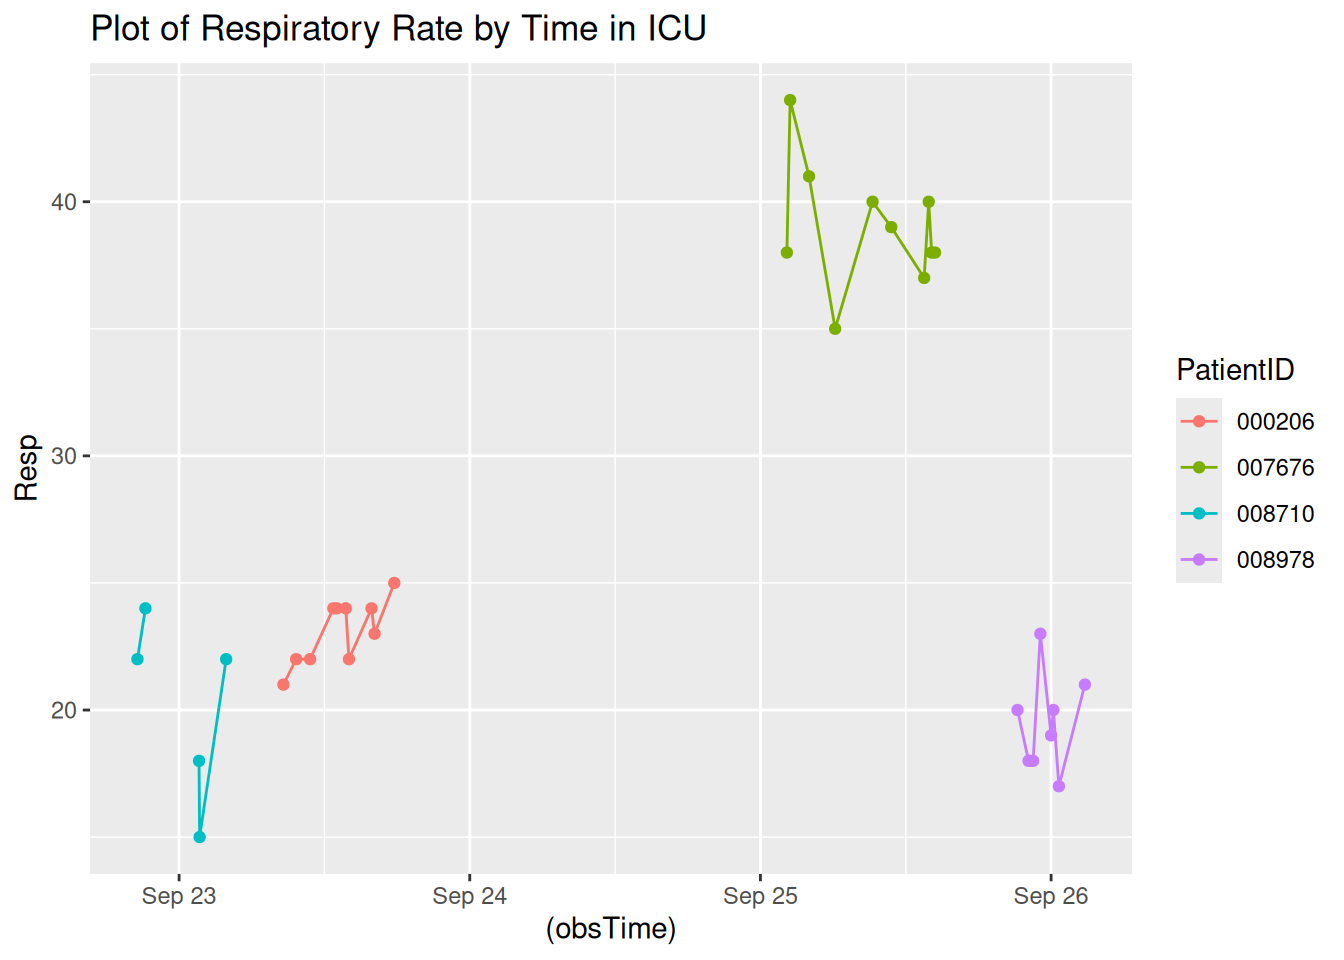 Plot of Respiratory Rate by Time in ICU
Resp
40
30
20
Sep 23
Sep 24
Sep 25
Sep 26
(obsTime)
PatientID
000206
007676
008710
008978